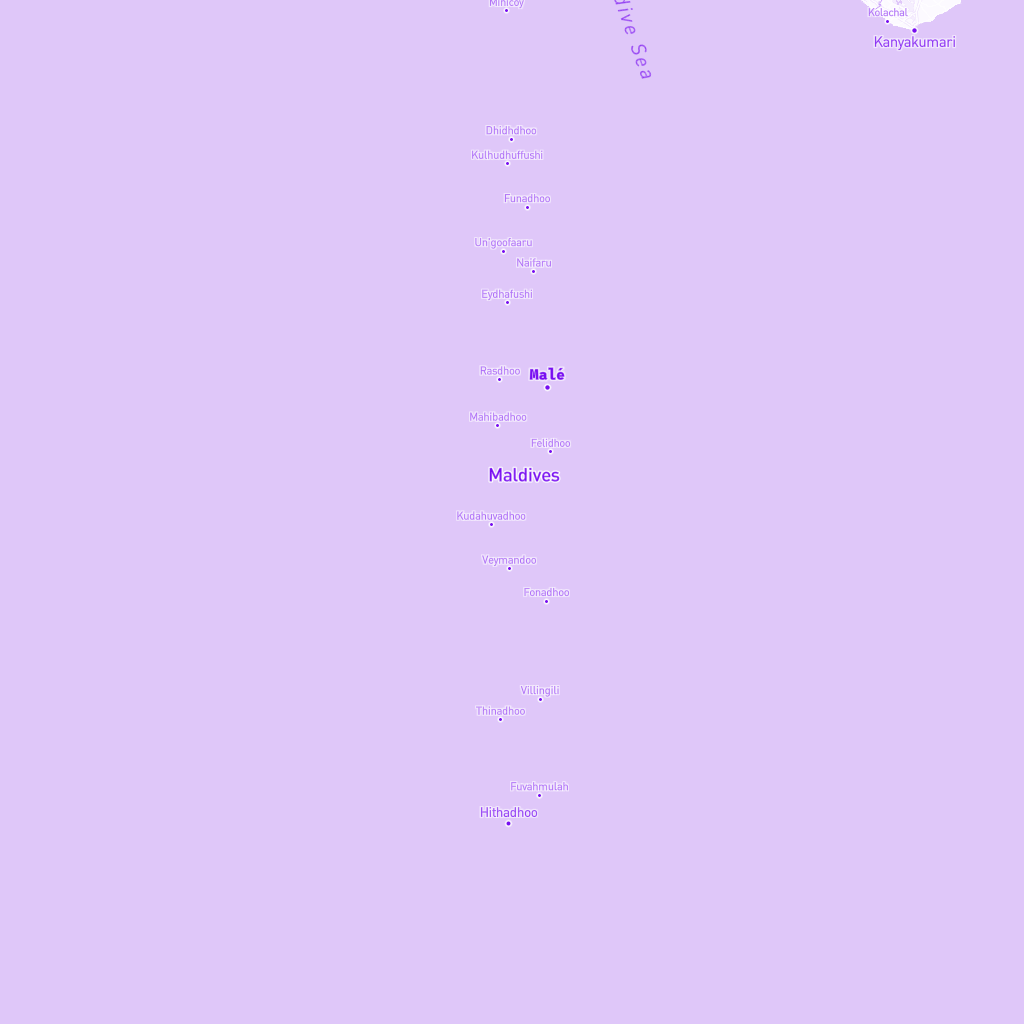 Minicoy
Kolachal
Kanyakumari
dive Sea
Dhidhdhoo
Kulhudhuffushi
Funadhoo
Un'goofaaru
Naifaru
Eydhafushi
Rasdhoo
Malé
Mahibadhoo
Felidhoo
Maldives
Kudahuvadhoo
Veymandoo
Fonadhoo
Villingili
Thinadhoo
Fuvahmulah
Hithadhoo